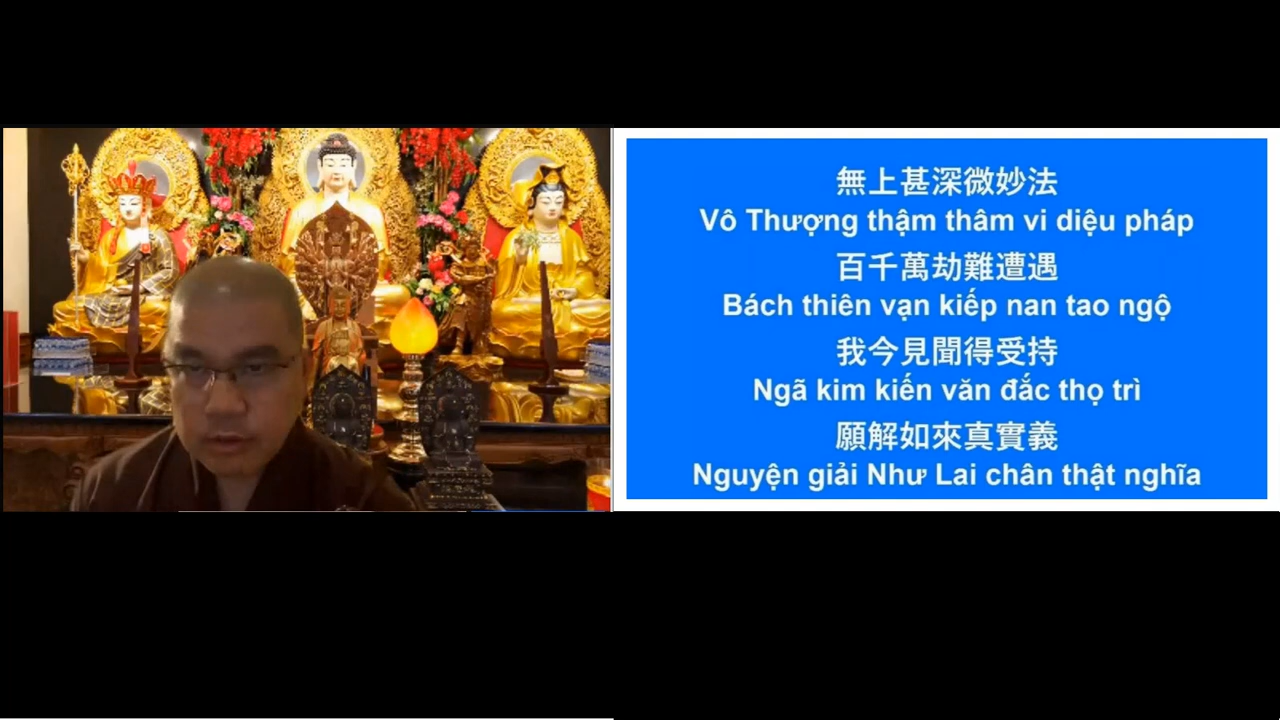 無上甚深微妙法
Vô Thượng thậm thâm vi diệu pháp
百千萬劫難遭遇
Bách thiên vạn kiếp nan tao ngộ
我今見聞得受持
Ngã kim kiến văn đắc thọ trì
願解如來真實義
Nguyện giải Như Lai chân thật nghĩa